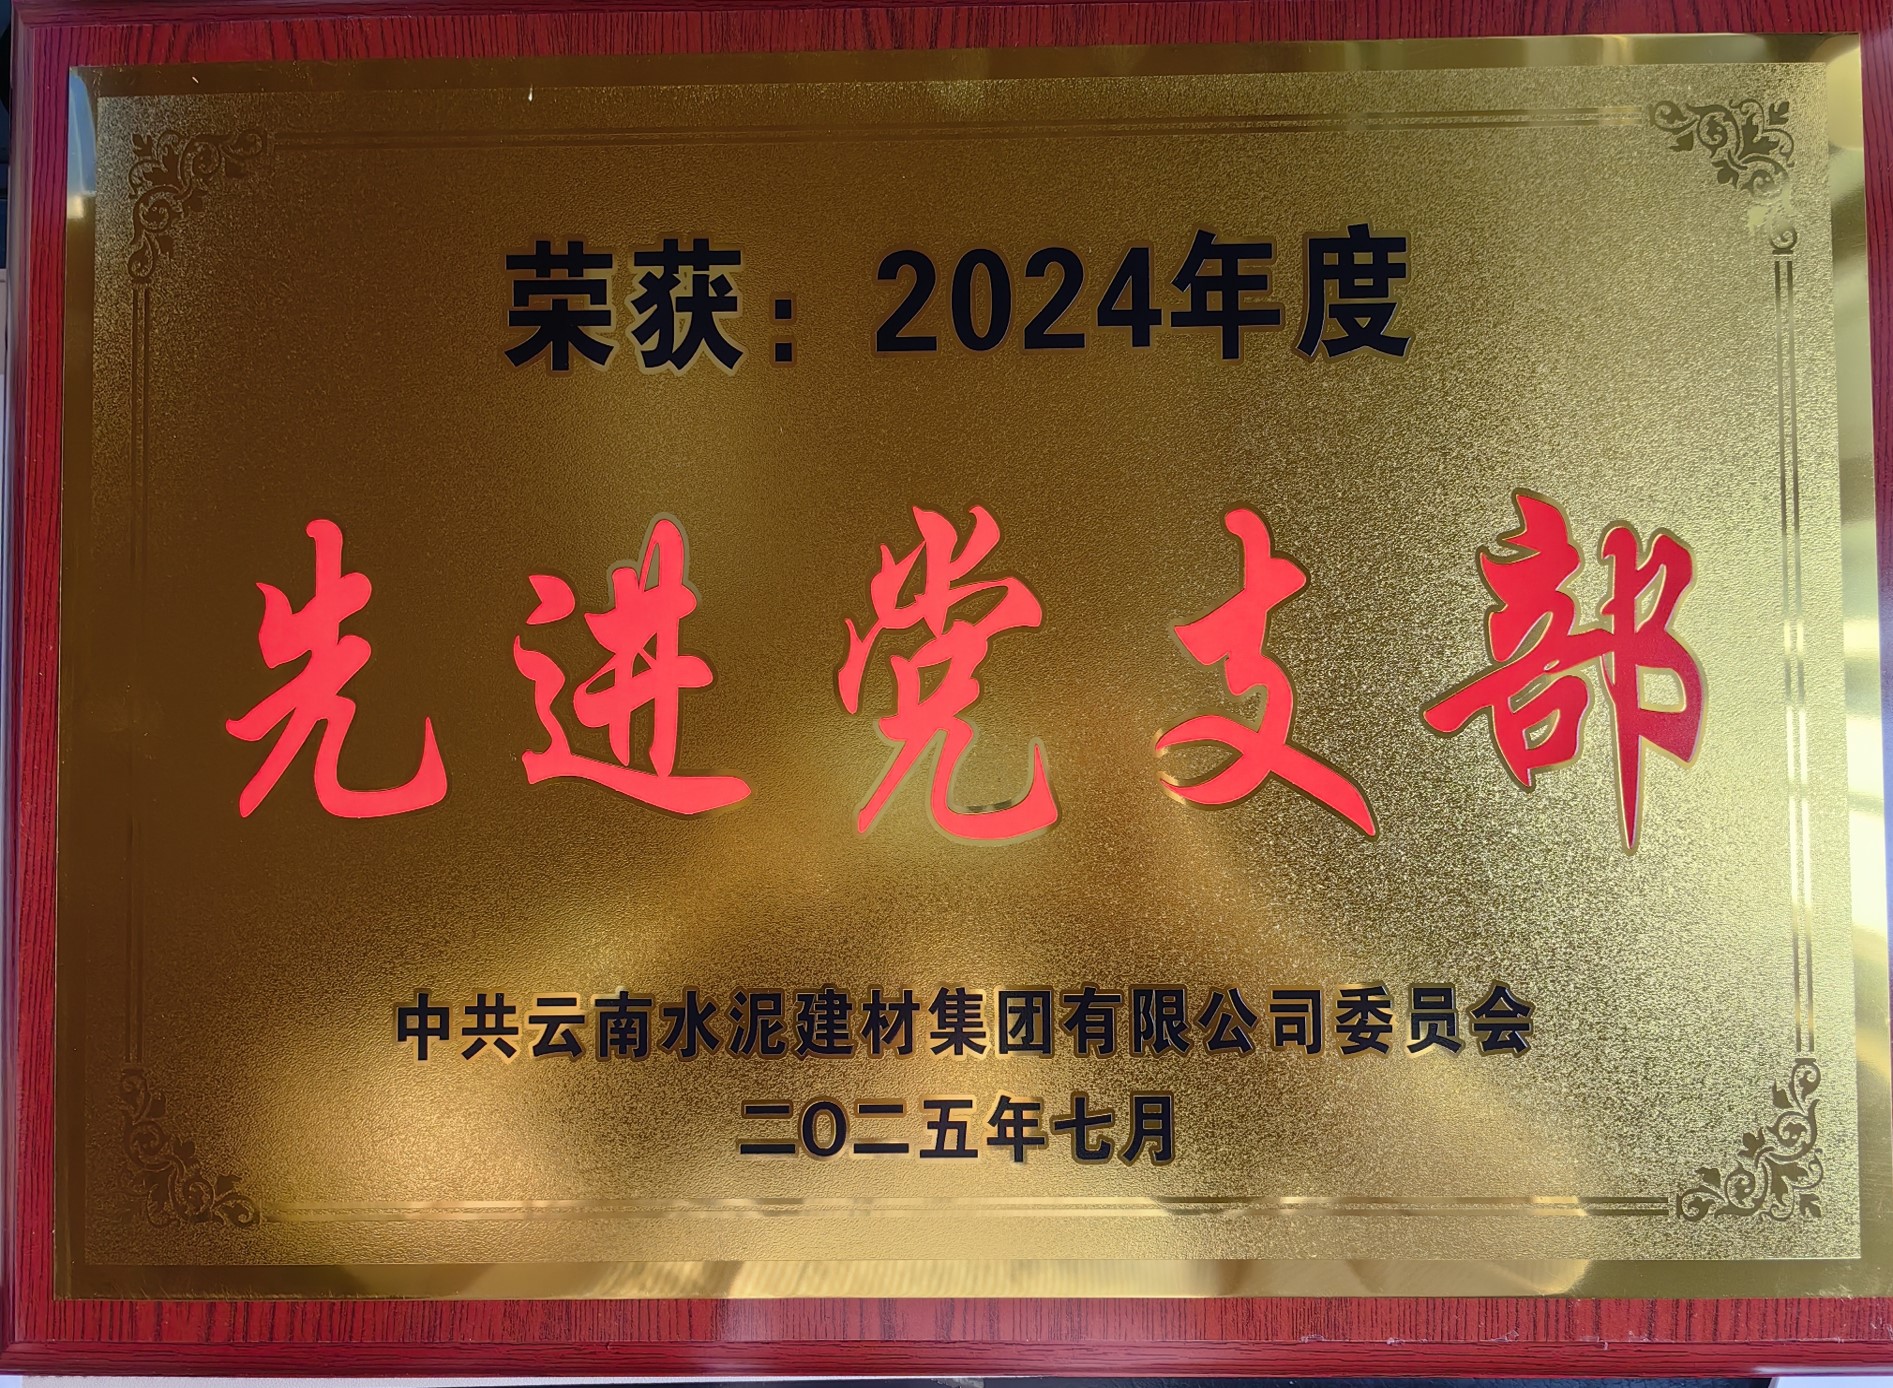 荣获：2024年度
先进党支部
中共云南水泥建材集团有限公司委员会
二O二五年七月